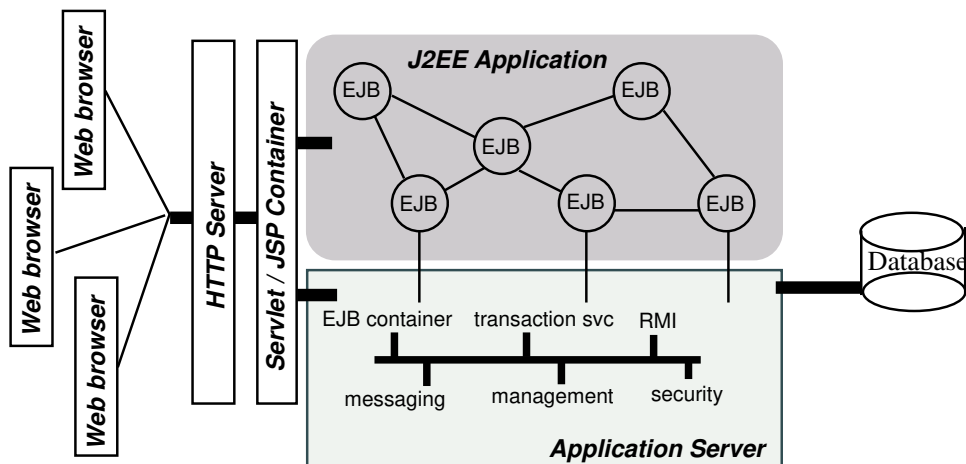 Web browser
Web browser
Web browser
HTTP Server
Servlet / JSP Container
J2EE Application
EJB
EJB
EJB
EJB
EJB
EJB
Database
EJB container
transaction svc
RMI
messaging
management
security
Application Server